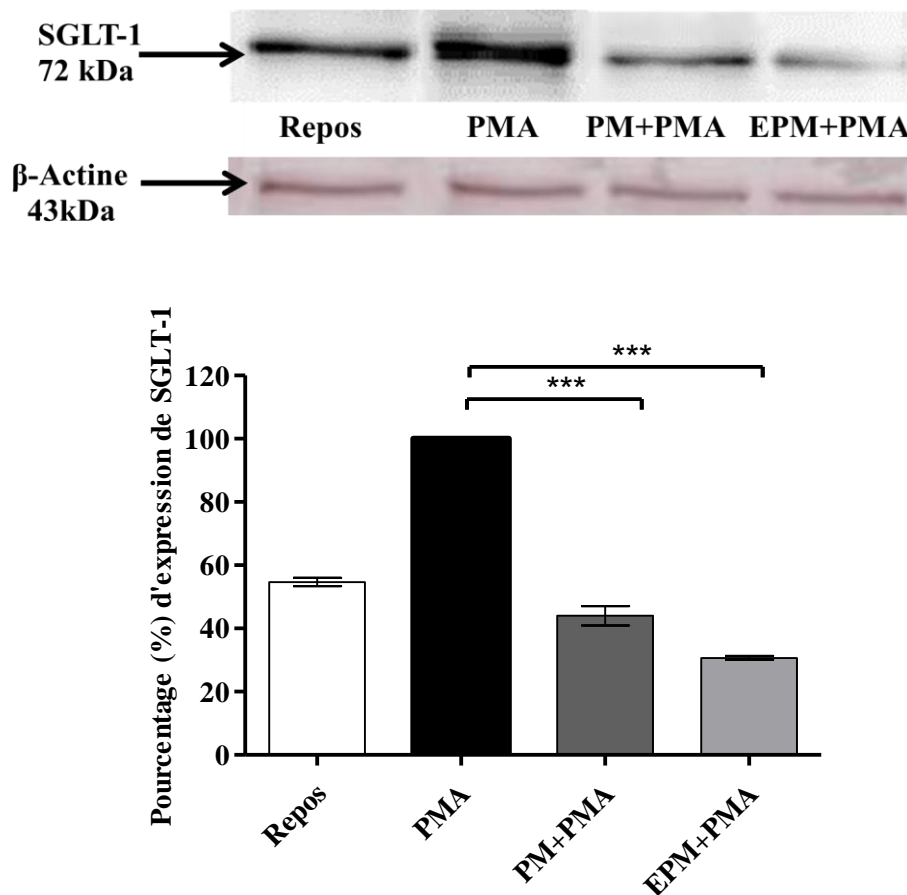 SGLT-1
72 kDa
Repos PMA PM+PMA EPM+PMA
β-Actine
43kDa
Pourcentage (%) d'expression de SGLT-1
***
***
120
100
80
60
40
20
0
Repos
PMA
PM+PMA
EPM+PMA